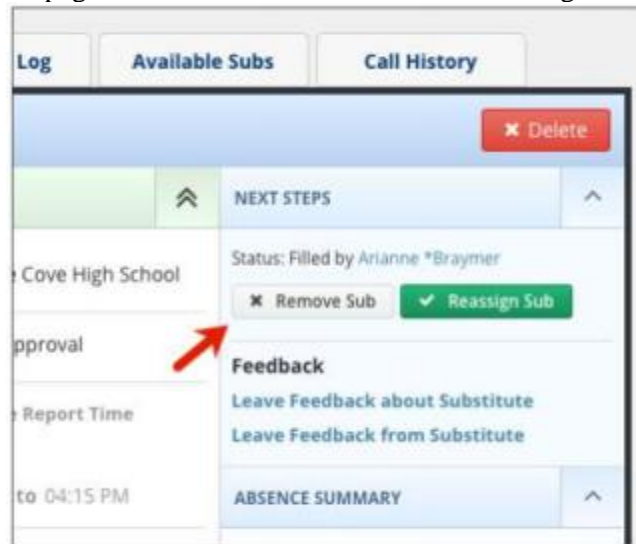 Log
Available Subs
Call History
Delete
NEXT STEPS
Status: Filled by Arianne *Braymer
Cove High School
Remove Sub
Reassign Sub
pproval
Feedback
Leave Feedback about Substitute
Report Time
Leave Feedback from Substitute
to 04:15 PM
ABSENCE SUMMARY